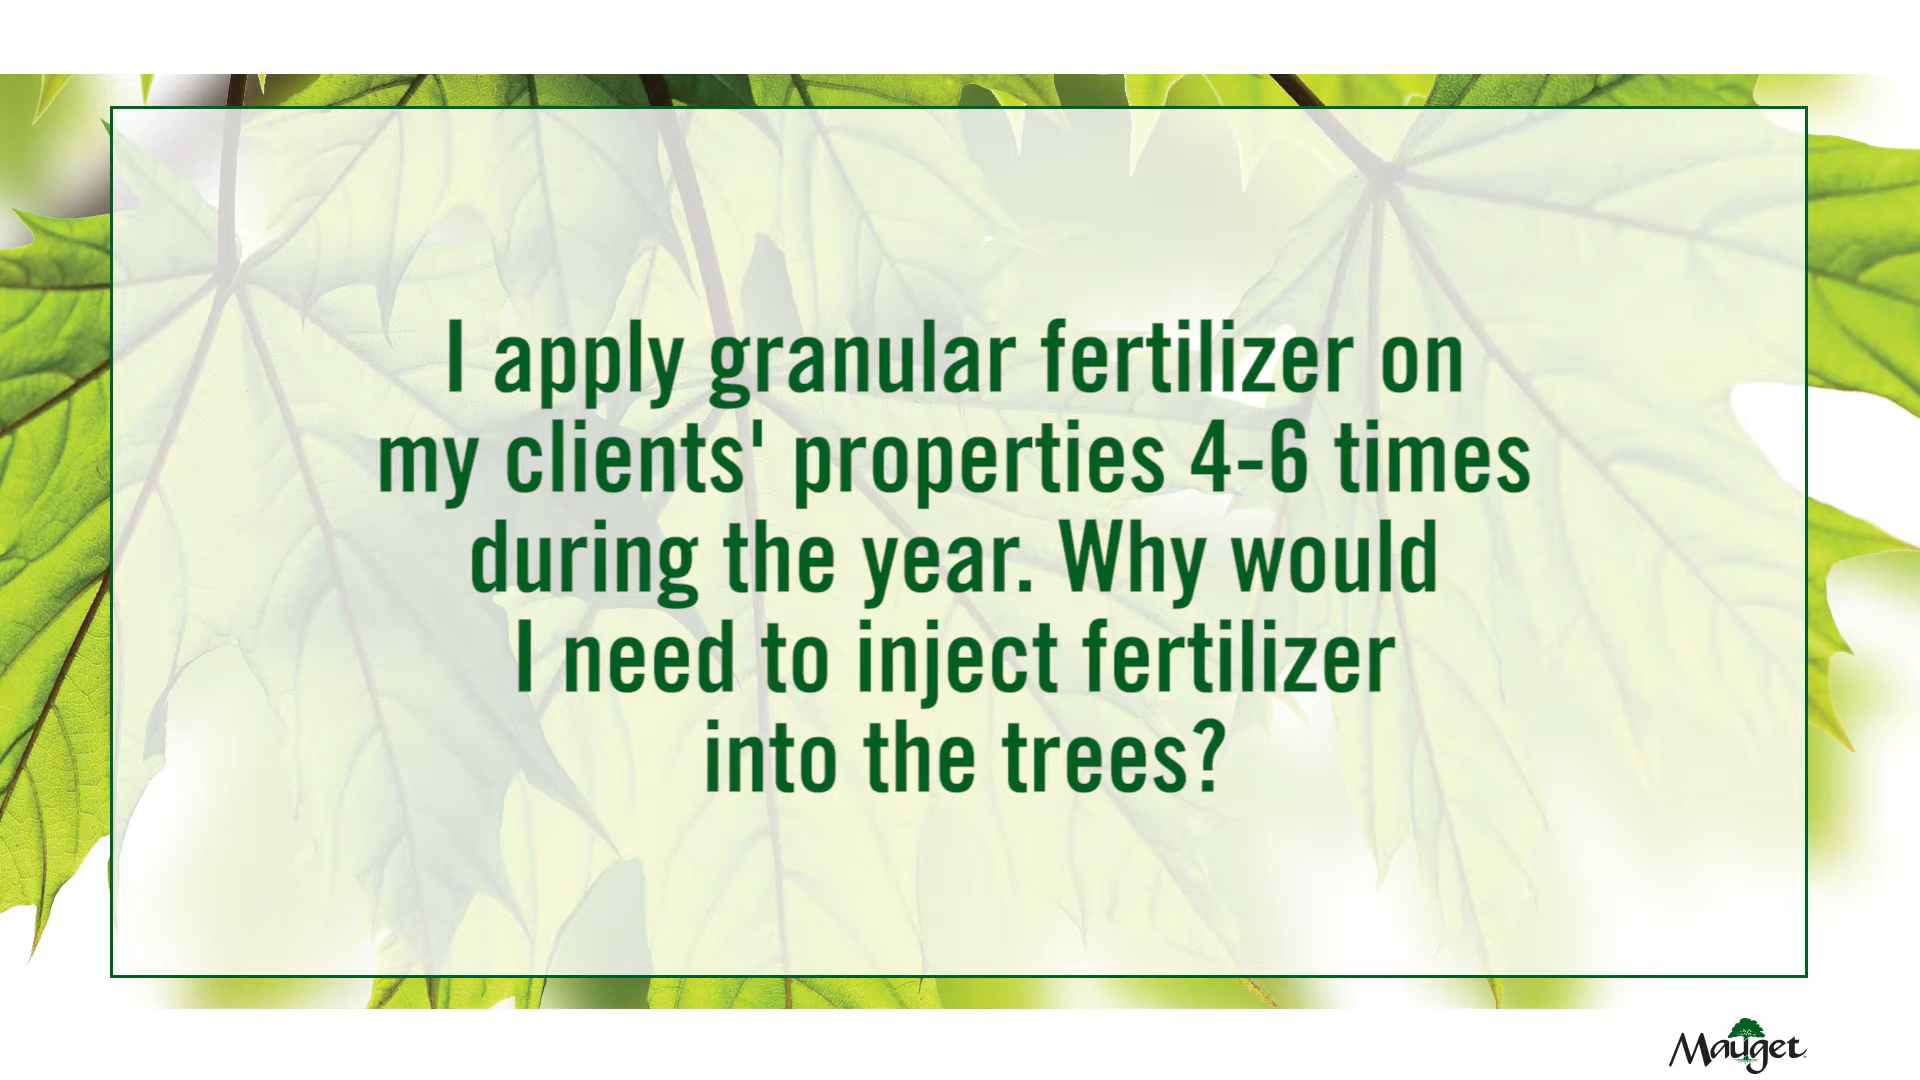 I apply granular fertilizer on
my clients' properties 4-6 times
during the year. Why would
I need to inject fertilizer
into the trees?
Mauget